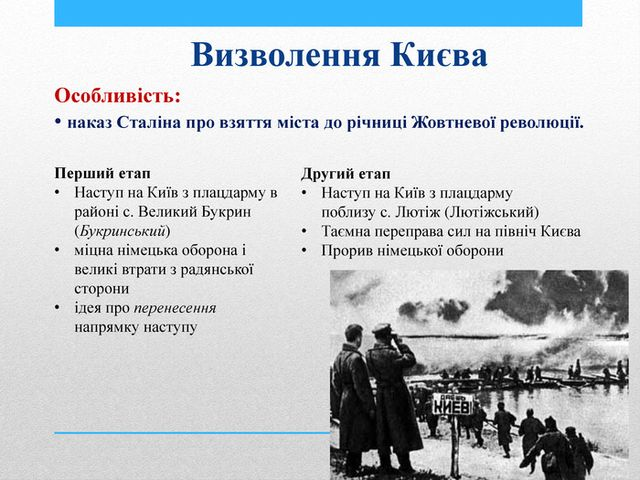 Визволення Києва
Особливість:
• наказ Сталіна про взяття міста до річниці Жовтневої революції.
Перший етап
• Наступ на Київ з плацдарму в
районі с. Великий Букрин
(Букринський)
• міцна німецька оборона і
великі втрати з радянської
сторони
• ідея про перенесення
напрямку наступу
Другий етап
• Наступ на Київ з плацдарму
поблизу с. Лютіж (Лютіжський)
• Таємна переправа сил на північ Києва
• Прорив німецької оборони
ДАЕШЬ
КИЕВ